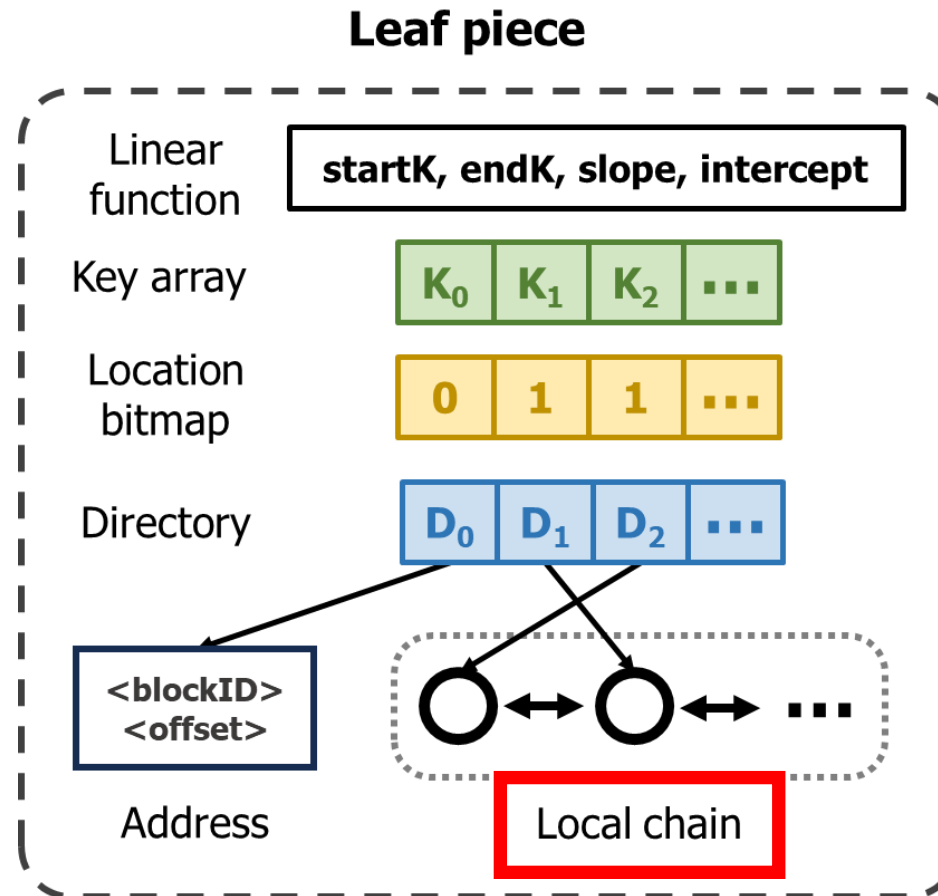 Leaf piece
Linear
function
startK, endK, slope, intercept
Key array
K₀ K₁ K₂ ...
Location
bitmap
0 1 1 ...
Directory
D₀ D₁ D₂ ...
<blockID>
<offset>
...
Address
Local chain